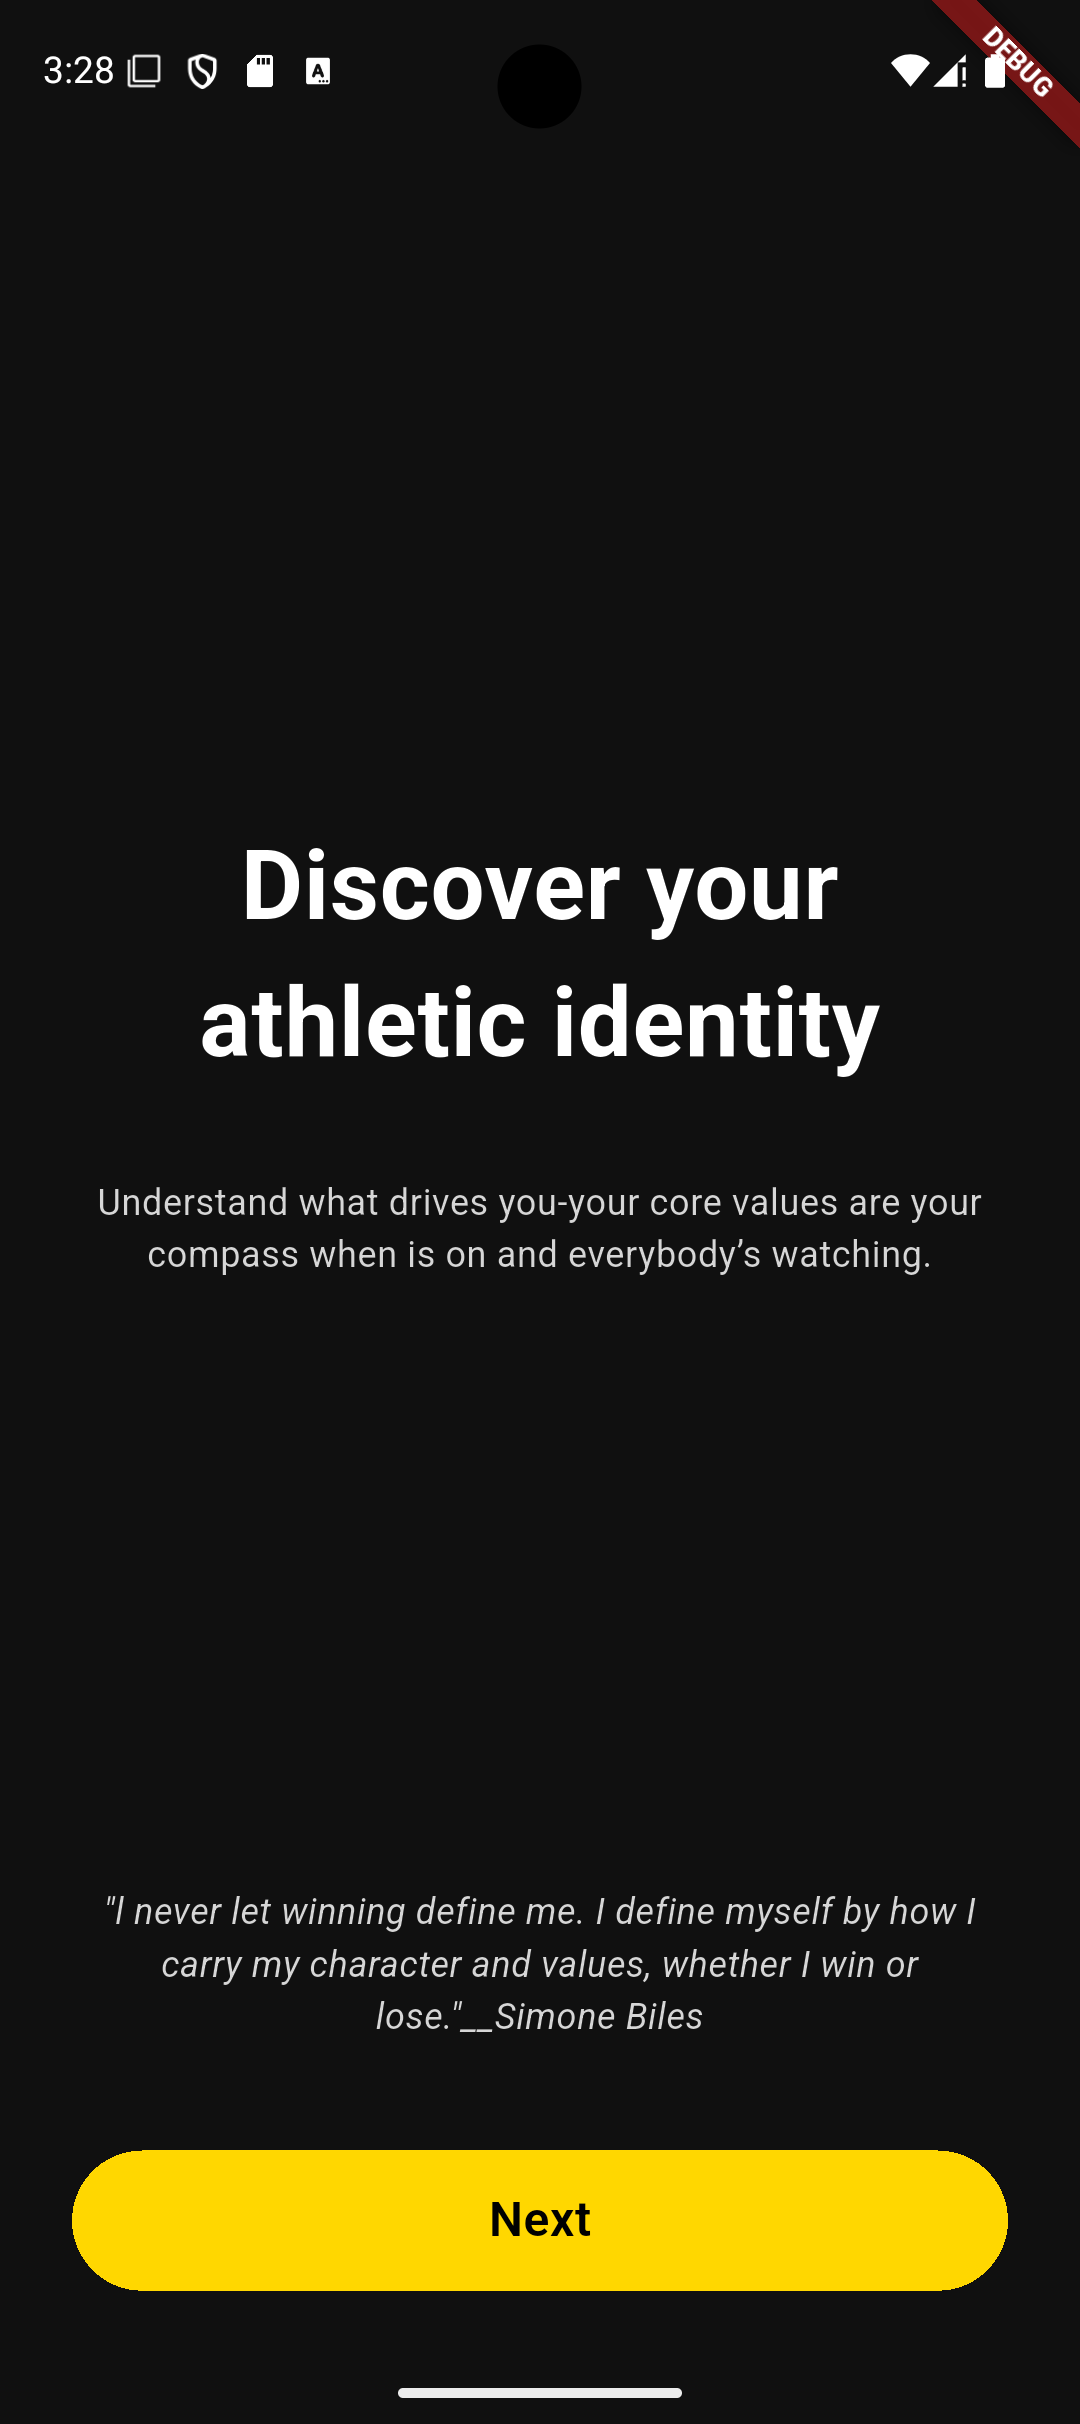 3:28
DEBUG
Discover your
athletic identity
Understand what drives you-your core values are your
compass when is on and everybody’s watching.
"I never let winning define me. I define myself by how I
carry my character and values, whether I win or
lose."__Simone Biles
Next